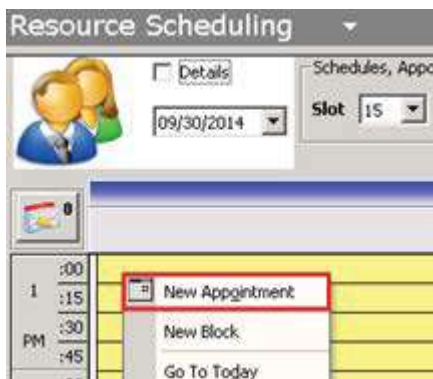 Resource Scheduling
Details
Schedules, Appo
09/30/2014
Slot 15
0
:00
1 :15
New Appointment
:30
PM
New Block
:45
Go To Today